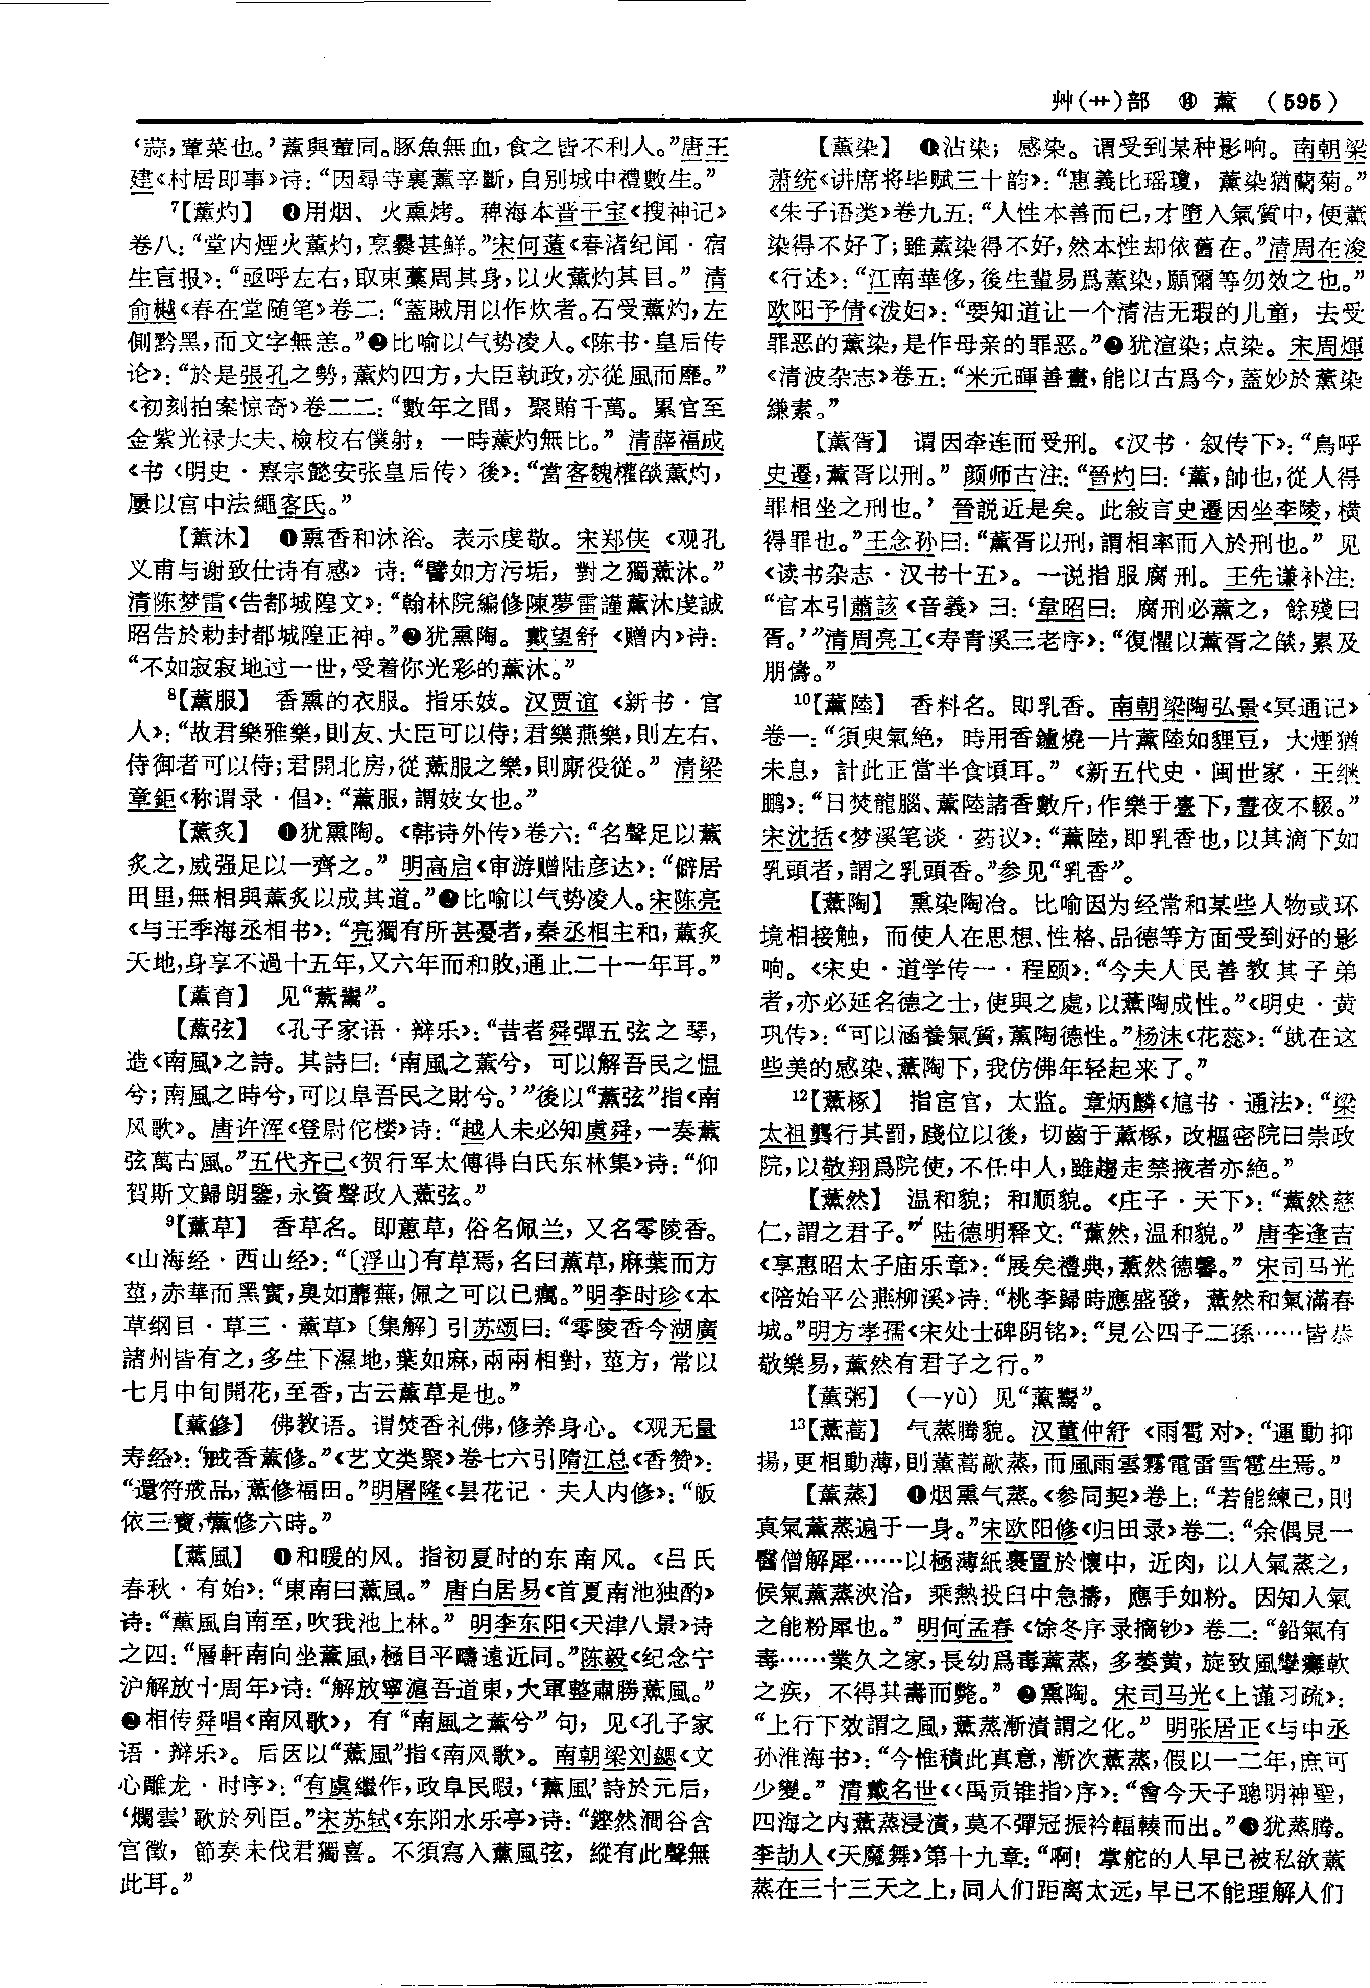 艸(艹)部 ⑭ 薰 (595)
‘蒜，葷菜也。’薰與葷同。豚魚無血，食之皆不利人。”唐王
建《村居即事》诗：“因尋寺裏薰辛斷，自别城中禮數生。”
7【薰灼】 ❶用烟、火熏烤。稗海本晋干宝《搜神记》
卷八：“堂内煙火薰灼，烹爨甚鮮。”宋何薳《春渚纪闻·宿
生盲报》：“亟呼左右，取束藁周其身，以火薰灼其目。” 清
俞樾《春在堂随笔》卷二：“蓋賊用以作炊者。石受薰灼，左
側黔黑，而文字無恙。”❷比喻以气势凌人。《陈书·皇后传
论》：“於是張孔之勢，薰灼四方，大臣執政，亦從風而靡。”
《初刻拍案惊奇》卷二二：“數年之間，聚賄千萬。累官至
金紫光禄大夫、檢校右僕射，一時薰灼無比。” 清薛福成
《书〈明史·熹宗懿安张皇后传〉後》：“當客魏權燄薰灼，
屢以宫中法繩客氏。”
【薰沐】 ❶熏香和沐浴。表示虔敬。宋郑侠《观孔
义甫与谢致仕诗有感》诗：“譬如方污垢，對之獨薰沐。”
清陈梦雷《告都城隍文》：“翰林院編修陳夢雷謹薰沐虔誠
昭告於勅封都城隍正神。”❷犹熏陶。戴望舒《赠内》诗：
“不如寂寂地过一世，受着你光彩的薰沐。”
8【薰服】 香熏的衣服。指乐妓。汉贾谊《新书·官
人》：“故君樂雅樂，則友、大臣可以侍；君樂燕樂，則左右、
侍御者可以侍；君開北房，從薰服之樂，則廝役從。” 清梁
章鉅《称谓录·倡》：“薰服，謂妓女也。”
【薰炙】 ❶犹熏陶。《韩诗外传》卷六：“名聲足以薰
炙之，威强足以一齊之。” 明高启《审游赠陆彦达》：“僻居
田里，無相與薰炙以成其道。”❷比喻以气势凌人。宋陈亮
《与王季海丞相书》：“亮獨有所甚憂者，秦丞相主和，薰炙
天地，身享不過十五年，又六年而和敗，通止二十一年耳。”
【薰育】 见“薰鬻”。
【薰弦】 《孔子家语·辩乐》：“昔者舜彈五弦之琴，
造《南風》之詩。其詩曰：‘南風之薰兮，可以解吾民之愠
兮；南風之時兮，可以阜吾民之財兮。’”後以“薰弦”指《南
风歌》。唐许浑《登尉佗楼》诗：“越人未必知虞舜，一奏薰
弦萬古風。”五代齐己《贺行军太傅得白氏东林集》诗：“仰
賀斯文歸朗鑒，永資聲政入薰弦。”
9【薰草】 香草名。即蕙草，俗名佩兰，又名零陵香。
《山海经·西山经》：“〔浮山〕有草焉，名曰薰草，麻葉而方
莖，赤華而黑實，臭如蘼蕪，佩之可以已癘。”明李时珍《本
草纲目·草三·薰草》〔集解〕引苏颂曰：“零陵香今湖廣
諸州皆有之，多生下濕地，葉如麻，兩兩相對，莖方，常以
七月中旬開花，至香，古云薰草是也。”
【薰修】 佛教语。谓焚香礼佛，修养身心。《观无量
寿经》：“戒香薰修。”《艺文类聚》卷七六引隋江总《香赞》：
“還符戒品，薰修福田。”明屠隆《昙花记·夫人内修》：“皈
依三寶，薰修六時。”
【薰風】 ❶和暖的风。指初夏时的东南风。《吕氏
春秋·有始》：“東南曰薰風。” 唐白居易《首夏南池独酌》
诗：“薰風自南至，吹我池上林。” 明李东阳《天津八景》诗
之四：“層軒南向坐薰風，極目平疇遠近同。”陈毅《纪念宁
沪解放十周年》诗：“解放寧滬吾道東，大軍整肅勝薰風。”
❷相传舜唱《南风歌》，有“南風之薰兮”句，见《孔子家
语·辩乐》。后因以“薰風”指《南风歌》。南朝梁刘勰《文
心雕龙·时序》：“有虞繼作，政阜民暇，‘薰風’詩於元后，
‘爛雲’歌於列臣。”宋苏轼《东阳水乐亭》诗：“鏗然澗谷含
宫徵，節奏未伐君獨喜。不須寫入薰風弦，縱有此聲無
此耳。”
【薰染】 ❶沾染；感染。谓受到某种影响。南朝梁
萧统《讲席将毕赋三十韵》：“惠義比瑶瓊，薰染猶蘭菊。”
《朱子语类》卷九五：“人性本善而已，才墮入氣質中，便薰
染得不好了；雖薰染得不好，然本性却依舊在。”清周在浚
《行述》：“江南華侈，後生輩易爲薰染，願爾等勿效之也。”
欧阳予倩《泼妇》：“要知道让一个清洁无瑕的儿童，去受
罪恶的薰染，是作母亲的罪恶。”❷犹渲染；点染。宋周煇
《清波杂志》卷五：“米元暉善畫，能以古爲今，蓋妙於薰染
縑素。”
【薰胥】 谓因牵连而受刑。《汉书·叙传下》：“烏呼
史遷，薰胥以刑。” 颜师古注：“晉灼曰：‘薰，帥也，從人得
罪相坐之刑也。’晉説近是矣。此敍言史遷因坐李陵，横
得罪也。”王念孙曰：“薰胥以刑，謂相率而入於刑也。” 见
《读书杂志·汉书十五》。一说指服腐刑。王先谦补注：
“官本引蕭該《音義》曰：‘韋昭曰：腐刑必薰之，餘殘曰
胥。’”清周亮工《寿青溪三老序》：“復懼以薰胥之燄，累及
朋儔。”
10【薰陸】 香料名。即乳香。南朝梁陶弘景《冥通记》
卷一：“須臾氣絶，時用香鑪燒一片薰陸如貍豆，大煙猶
未息，計此正當半食頃耳。”《新五代史·闽世家·王继
鹏》：“日焚龍腦、薰陸諸香數斤，作樂于臺下，晝夜不輟。”
宋沈括《梦溪笔谈·药议》：“薰陸，即乳香也，以其滴下如
乳頭者，謂之乳頭香。”参见“乳香”。
【薰陶】 熏染陶冶。比喻因为经常和某些人物或环
境相接触，而使人在思想、性格、品德等方面受到好的影
响。《宋史·道学传一·程颐》：“今夫人民善教其子弟
者，亦必延名德之士，使與之處，以薰陶成性。”《明史·黄
巩传》：“可以涵養氣質，薰陶德性。”杨沫《花蕊》：“就在这
些美的感染、薰陶下，我仿佛年轻起来了。”
12【薰椓】 指宦官，太监。章炳麟《訄书·通法》：“梁
太祖龔行其罰，踐位以後，切齒于薰椓，改樞密院曰崇政
院，以敬翔爲院使，不任中人，雖趨走禁掖者亦絶。”
【薰然】 温和貌；和顺貌。《庄子·天下》：“薰然慈
仁，謂之君子。” 陆德明释文：“薰然，温和貌。” 唐李逢吉
《享惠昭太子庙乐章》：“展矣禮典，薰然德馨。” 宋司马光
《陪始平公燕柳溪》诗：“桃李歸時應盛發，薰然和氣滿春
城。”明方孝孺《宋处士碑阴铭》：“見公四子二孫……皆恭
敬樂易，薰然有君子之行。”
【薰粥】 （—yù）见“薰鬻”。
13【薰蒿】 气蒸腾貌。汉董仲舒《雨雹对》：“運動抑
揚，更相動薄，則薰蒿歊蒸，而風雨雲霧電雷雪雹生焉。”
【薰蒸】 ❶烟熏气蒸。《参同契》卷上：“若能練己，則
真氣薰蒸遍于一身。”宋欧阳修《归田录》卷二：“余偶見一
醫僧解犀……以極薄紙裹置於懷中，近肉，以人氣蒸之，
候氣薰蒸浹洽，乘熱投臼中急擣，應手如粉。因知人氣
之能粉犀也。” 明何孟春《馀冬序录摘钞》卷二：“鉛氣有
毒……業久之家，長幼爲毒薰蒸，多萎黄，旋致風攣癱軟
之疾，不得其壽而斃。” ❷熏陶。宋司马光《上谨习疏》：
“上行下效謂之風，薰蒸漸漬謂之化。” 明张居正《与中丞
孙淮海书》：“今惟積此真意，漸次薰蒸，假以一二年，庶可
少變。” 清戴名世《〈禹贡锥指〉序》：“會今天子聰明神聖，
四海之内薰蒸浸漬，莫不彈冠振衿輻輳而出。”❸犹蒸腾。
李劼人《天魔舞》第十九章：“啊！掌舵的人早已被私欲薰
蒸在三十三天之上，同人们距离太远，早已不能理解人们